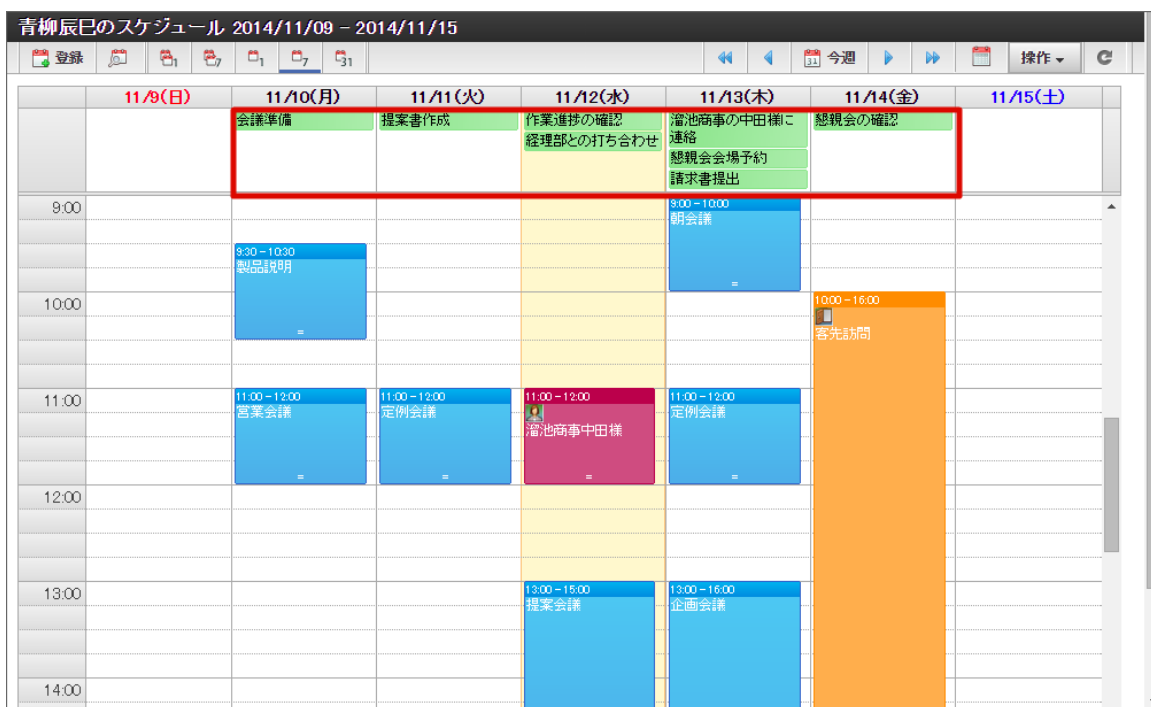 青柳辰巳のスケジュール 2014/11/09 － 2014/11/15
登録 1 7 1 7 31 31 今週 操作
11/9(日) 11/10(月) 11/11(火) 11/12(水) 11/13(木) 11/14(金) 11/15(土)
会議準備
提案書作成
作業進捗の確認
経理部との打ち合わせ
溜池商事の中田様に
連絡
懇親会会場予約
請求書提出
懇親会の確認
9:00
9:00－10:00
朝会議
9:30－10:30
製品説明
10:00
10:00－16:00
客先訪問
11:00
11:00－12:00
営業会議
11:00－12:00
定例会議
11:00－12:00
溜池商事中田様
11:00－12:00
定例会議
12:00
13:00
13:00－15:00
提案会議
13:00－16:00
企画会議
14:00